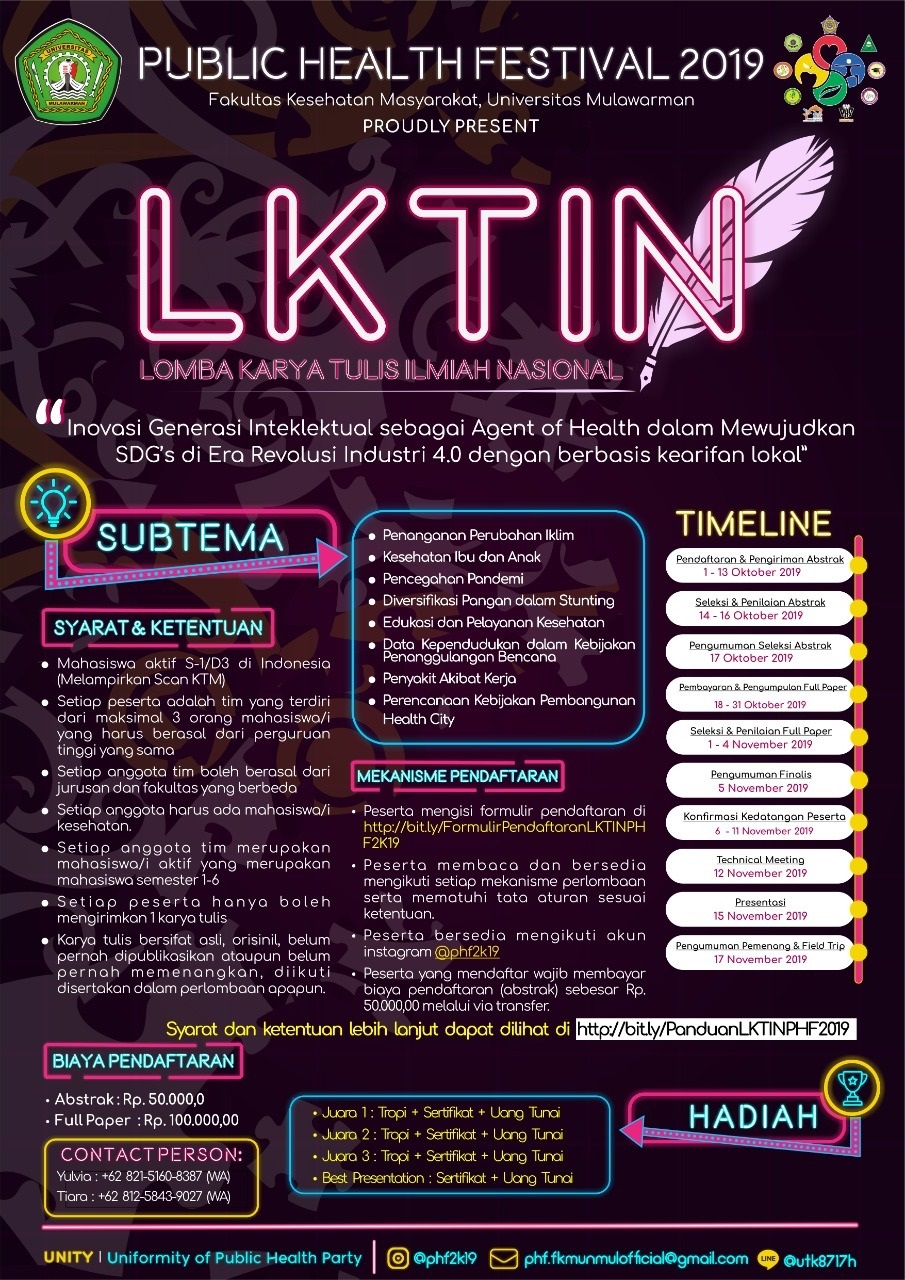 UNIVERSITAS
MULAWARMAN
PUBLIC HEALTH FESTIVAL 2019
Fakultas Kesehatan Masyarakat, Universitas Mulawarman
PROUDLY PRESENT
LKTIN
LOMBA KARYA TULIS ILMIAH NASIONAL
“Inovasi Generasi Inteklektual sebagai Agent of Health dalam Mewujudkan
SDG's di Era Revolusi Industri 4.0 dengan berbasis kearifan lokal”
SUBTEMA
• Penanganan Perubahan Iklim
• Kesehatan Ibu dan Anak
• Pencegahan Pandemi
• Diversifikasi Pangan dalam Stunting
• Edukasi dan Pelayanan Kesehatan
• Data Kependudukan dalam Kebijakan
Penanggulangan Bencana
• Penyakit Akibat Kerja
• Perencanaan Kebijakan Pembangunan
Health City
SYARAT & KETENTUAN
• Mahasiswa aktif S-1/D3 di Indonesia
(Melampirkan Scan KTM)
• Setiap peserta adalah tim yang terdiri
dari maksimal 3 orang mahasiswa/i
yang harus berasal dari perguruan
tinggi yang sama
• Setiap anggota tim boleh berasal dari
jurusan dan fakultas yang berbeda
• Setiap anggota harus ada mahasiswa/i
kesehatan.
• Setiap anggota tim merupakan
mahasiswa/i aktif yang merupakan
mahasiswa semester 1-6
• Setiap peserta hanya boleh
mengirimkan 1 karya tulis
• Karya tulis bersifat asli, orisinil, belum
pernah dipublikasikan ataupun belum
pernah memenangkan, diikuti
disertakan dalam perlombaan apapun.
MEKANISME PENDAFTARAN
• Peserta mengisi formulir pendaftaran di
http://bit.ly/FormulirPendaftaranLKTINPH
F2K19
• Peserta membaca dan bersedia
mengikuti setiap mekanisme perlombaan
serta mematuhi tata aturan sesuai
ketentuan.
• Peserta bersedia mengikuti akun
instagram @phf2k19
• Peserta yang mendaftar wajib membayar
biaya pendaftaran (abstrak) sebesar Rp.
50.000,00 melalui via transfer.
TIMELINE
Pendaftaran & Pengiriman Abstrak
1 - 13 Oktober 2019
Seleksi & Penilaian Abstrak
14 - 16 Oktober 2019
Pengumuman Seleksi Abstrak
17 Oktober 2019
Pembayaran & Pengumpulan Full Paper
18 - 31 Oktober 2019
Seleksi & Penilaian Full Paper
1 - 4 November 2019
Pengumuman Finalis
5 November 2019
Konfirmasi Kedatangan Peserta
6 - 11 November 2019
Technical Meeting
12 November 2019
Presentasi
15 November 2019
Pengumuman Pemenang & Field Trip
17 November 2019
Syarat dan ketentuan lebih lanjut dapat dilihat di http://bit.ly/PanduanLKTINPHF2019
BIAYA PENDAFTARAN
• Abstrak : Rp. 50.000,0
• Full Paper : Rp. 100.000,00
CONTACT PERSON:
Yulvia : +62 821-5160-8387 (WA)
Tiara : +62 812-5843-9027 (WA)
• Juara 1 : Tropi + Sertifikat + Uang Tunai
• Juara 2 : Tropi + Sertifikat + Uang Tunai
• Juara 3 : Tropi + Sertifikat + Uang Tunai
• Best Presentation : Sertifikat + Uang Tunai
HADIAH
UNITY | Uniformity of Public Health Party
@phf2k19
phf.fkmunmulofficial@gmail.com
LINE
@utk8717h